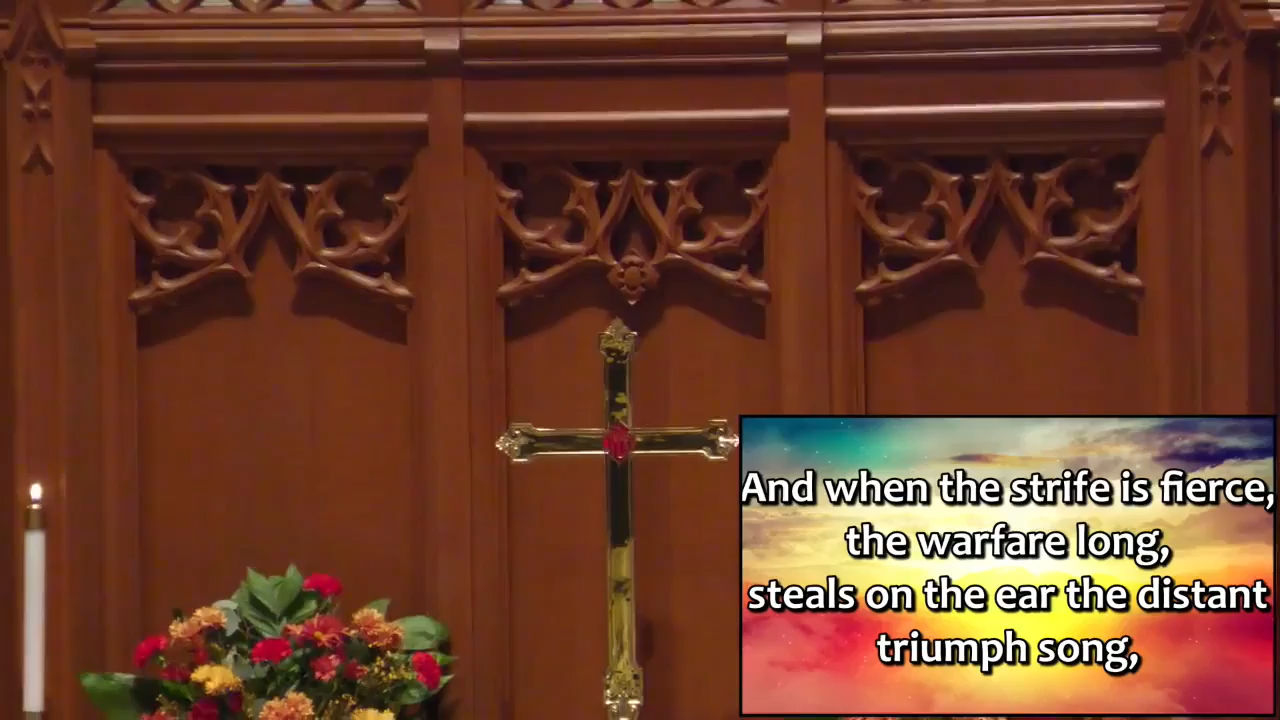 And when the strife is fierce,
the warfare long,
steals on the ear the distant
triumph song,